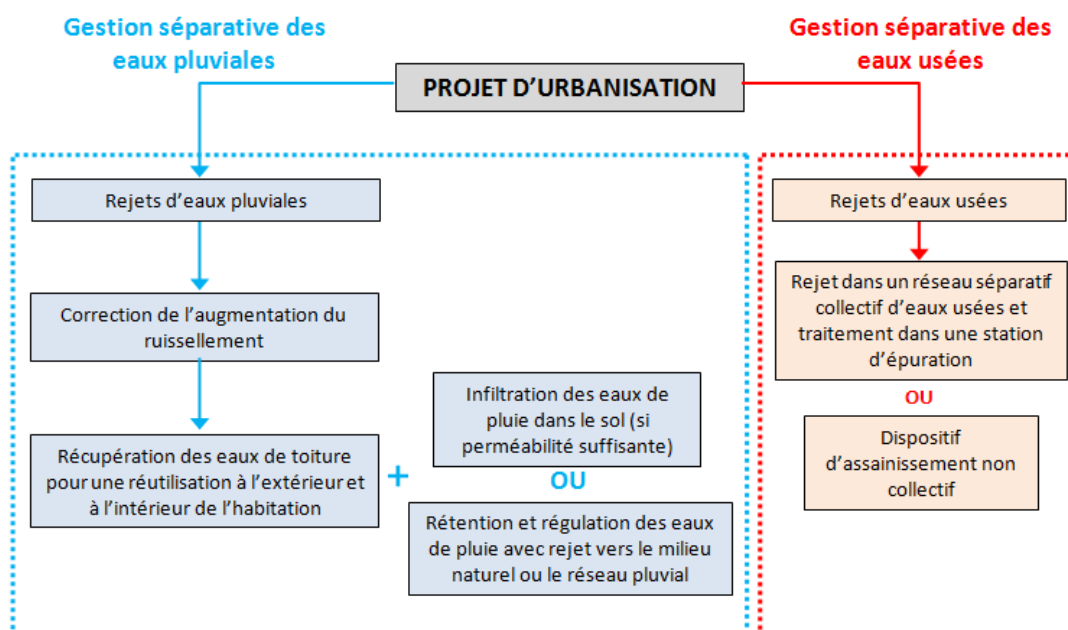 Gestion séparative des
eaux pluviales
Gestion séparative des
eaux usées
PROJET D'URBANISATION
Rejets d'eaux pluviales
Correction de l'augmentation du
ruissellement
Récupération des eaux de toiture
pour une réutilisation à l'extérieur et
à l'intérieur de l'habitation
+
Infiltration des eaux de
pluie dans le sol (si
perméabilité suffisante)
OU
Rétention et régulation des eaux
de pluie avec rejet vers le milieu
naturel ou le réseau pluvial
Rejets d'eaux usées
Rejet dans un réseau séparatif
collectif d'eaux usées et
traitement dans une station
d'épuration
OU
Dispositif
d'assainissement non
collectif